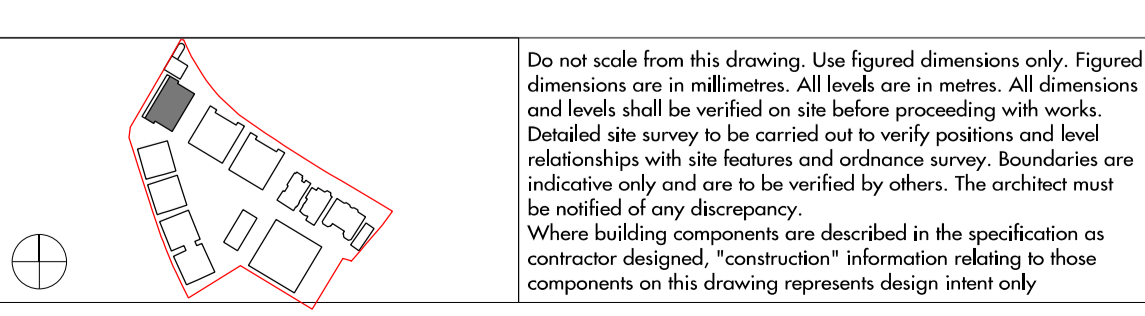 Do not scale from this drawing. Use figured dimensions only. Figured
dimensions are in millimetres. All levels are in metres. All dimensions
and levels shall be verified on site before proceeding with works.
Detailed site survey to be carried out to verify positions and level
relationships with site features and ordnance survey. Boundaries are
indicative only and are to be verified by others. The architect must
be notified of any discrepancy.
Where building components are described in the specification as
contractor designed, "construction" information relating to those
components on this drawing represents design intent only